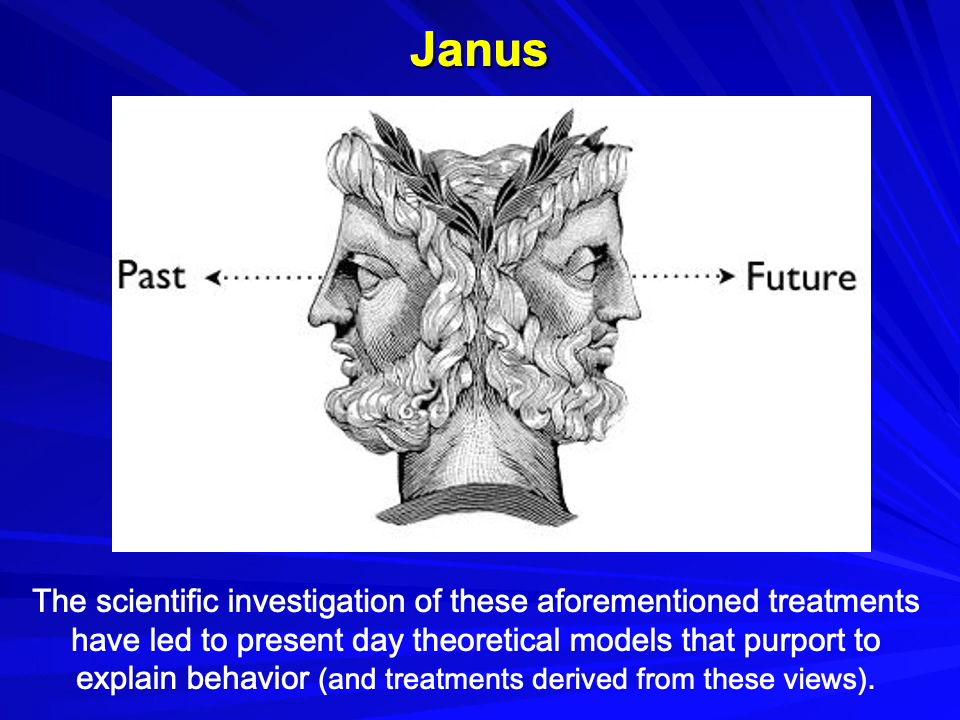 Janus
Past
Future
The scientific investigation of these aforementioned treatments
have led to present day theoretical models that purport to
explain behavior (and treatments derived from these views).